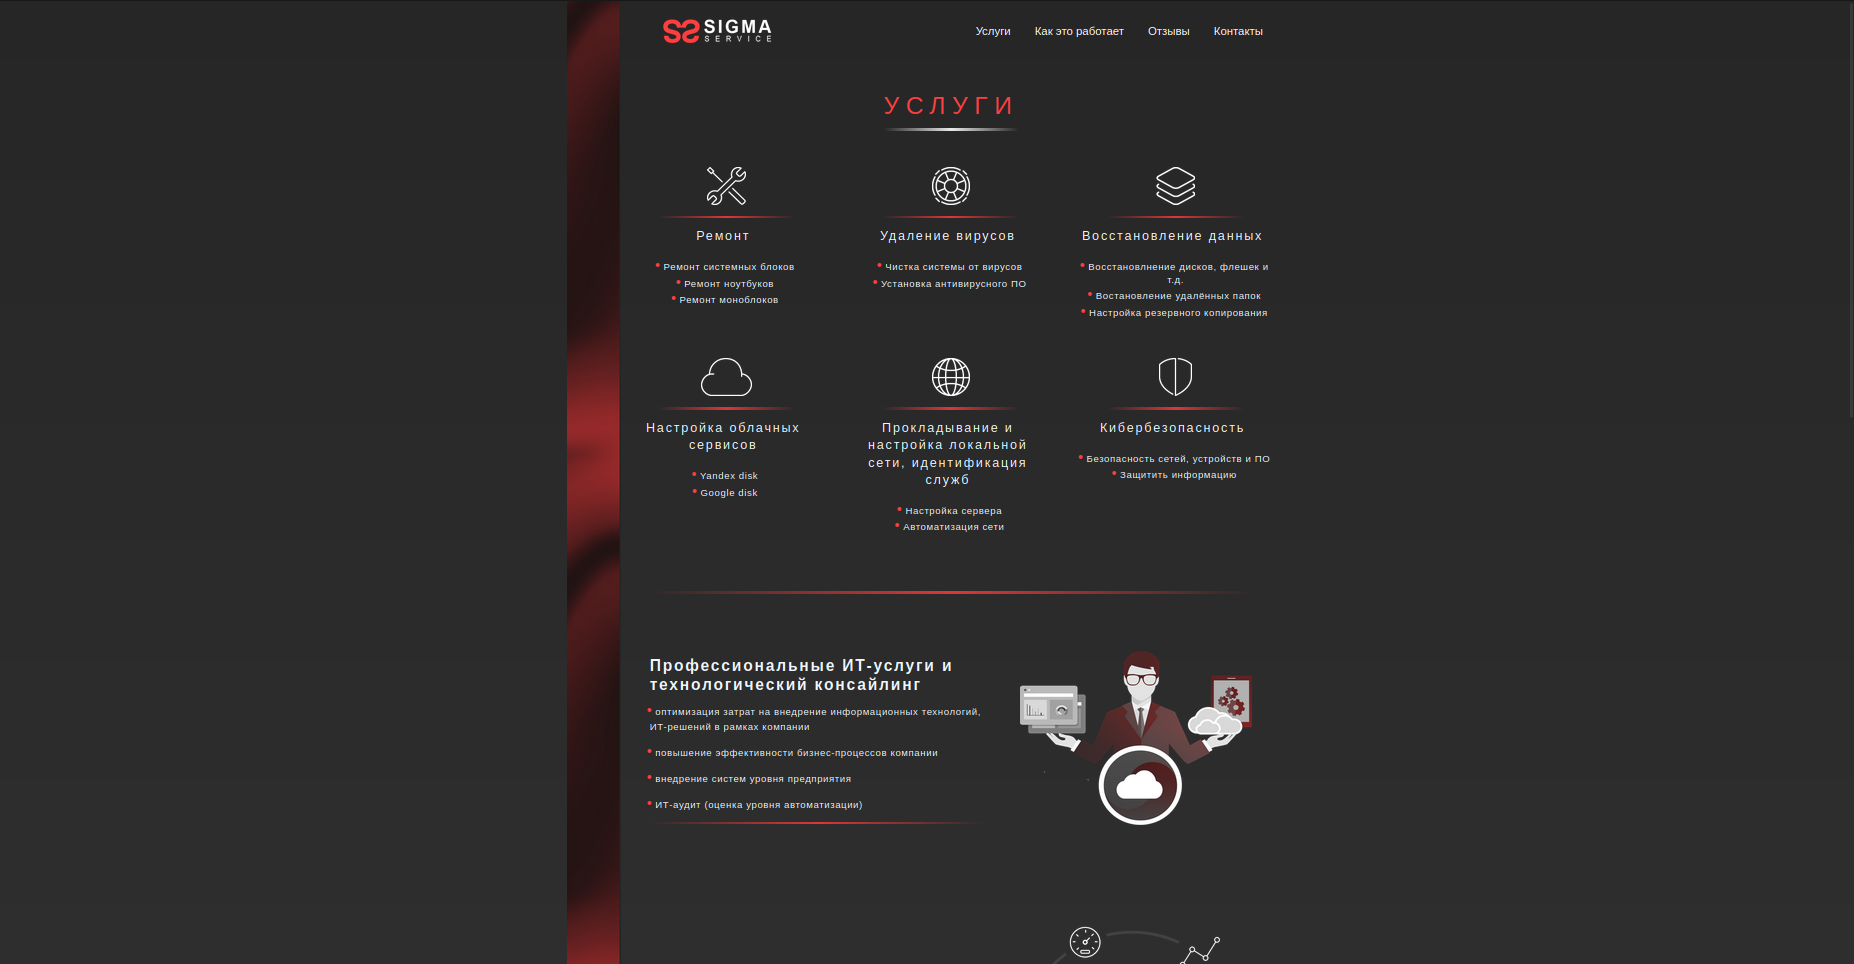 SIGMA
SERVICE
Услуги Как это работает Отзывы Контакты
УСЛУГИ
Ремонт
Ремонт системных блоков
Ремонт ноутбуков
Ремонт моноблоков
Удаление вирусов
Чистка системы от вирусов
Установка антивирусного ПО
Восстановление данных
Восстановлнение дисков, флешек и
т.д.
Востановление удалённых папок
Настройка резервного копирования
Настройка облачных
сервисов
Yandex disk
Google disk
Прокладывание и
настройка локальной
сети, идентификация
служб
Настройка сервера
Автоматизация сети
Кибербезопасность
Безопасность сетей, устройств и ПО
Защитить информацию
Профессиональные ИТ-услуги и
технологический консайлинг
оптимизация затрат на внедрение информационных технологий,
ИТ-решений в рамках компании
повышение эффективности бизнес-процессов компании
внедрение систем уровня предприятия
ИТ-аудит (оценка уровня автоматизации)